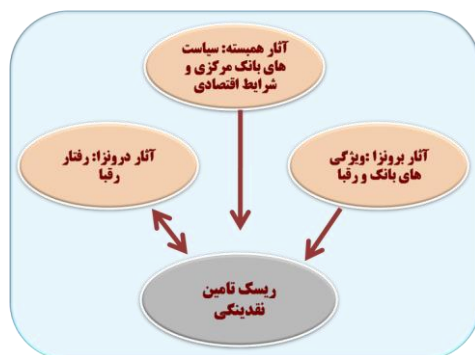 آثار همبسته: سیاست
های بانک مرکزی و
شرایط اقتصادی
آثار برونزا :ویژگی
های بانک و رقبا
آثار درونزا: رفتار
رقبا
ریسک تامین
نقدینگی